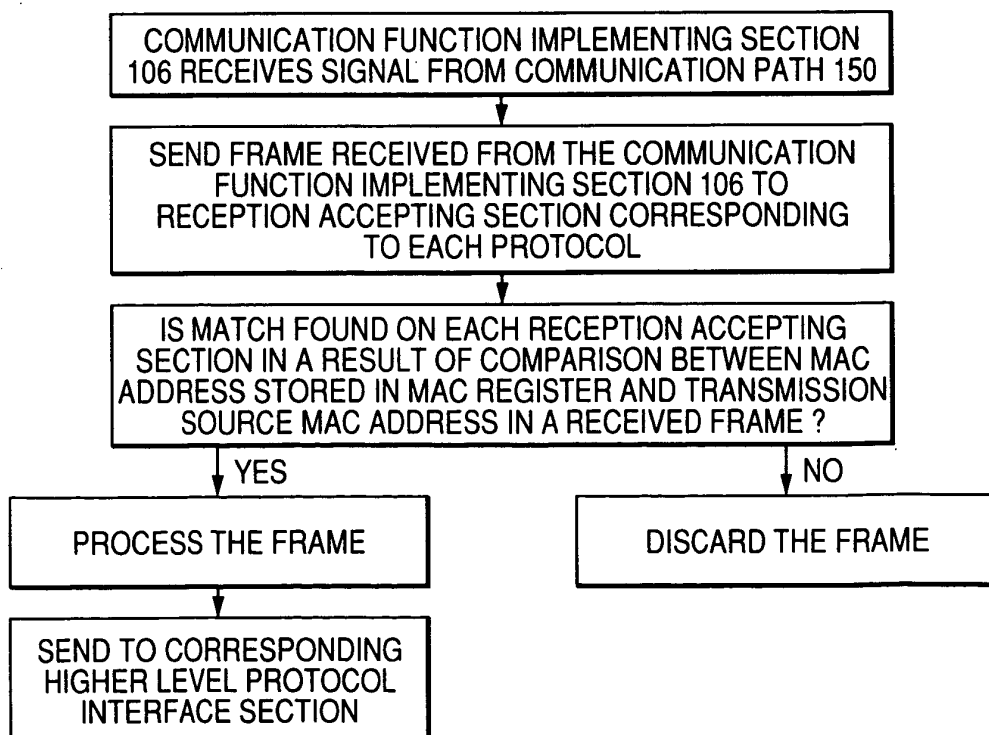 COMMUNICATION FUNCTION IMPLEMENTING SECTION
106 RECEIVES SIGNAL FROM COMMUNICATION PATH 150
SEND FRAME RECEIVED FROM THE COMMUNICATION
FUNCTION IMPLEMENTING SECTION 106 TO
RECEPTION ACCEPTING SECTION CORRESPONDING
TO EACH PROTOCOL
IS MATCH FOUND ON EACH RECEPTION ACCEPTING
SECTION IN A RESULT OF COMPARISON BETWEEN MAC
ADDRESS STORED IN MAC REGISTER AND TRANSMISSION
SOURCE MAC ADDRESS IN A RECEIVED FRAME ?
YES
NO
PROCESS THE FRAME
DISCARD THE FRAME
SEND TO CORRESPONDING
HIGHER LEVEL PROTOCOL
INTERFACE SECTION